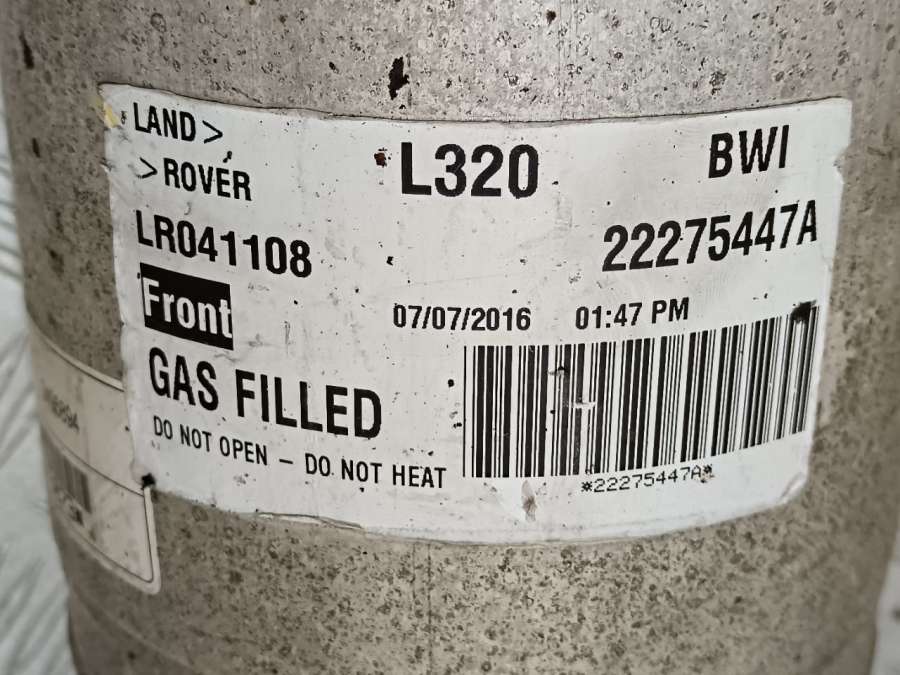 LAND>
>ROVER
L320
BWI
LR041108
22275447A
Front
07/07/2016 01:47 PM
GAS FILLED
DO NOT OPEN – DO NOT HEAT
*22275447A*